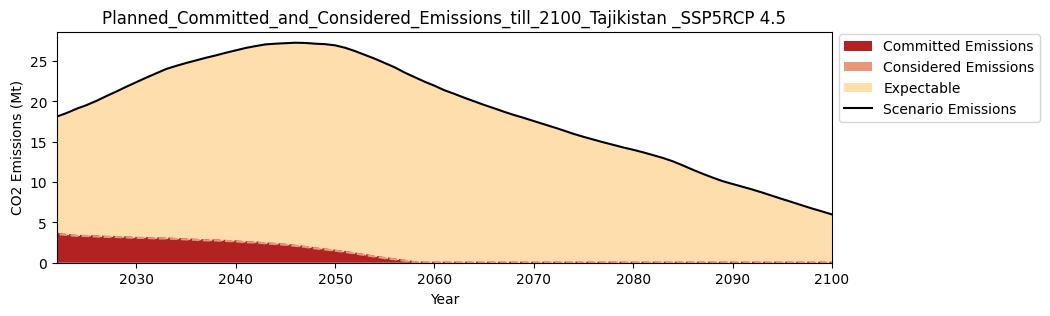 Planned_Committed_and_Considered_Emissions_till_2100_Tajikistan _SSP5RCP 4.5
CO2 Emissions (Mt)
25
20
15
10
5
0
2030 2040 2050 2060 2070 2080 2090 2100
Year
Committed Emissions
Considered Emissions
Expectable
Scenario Emissions